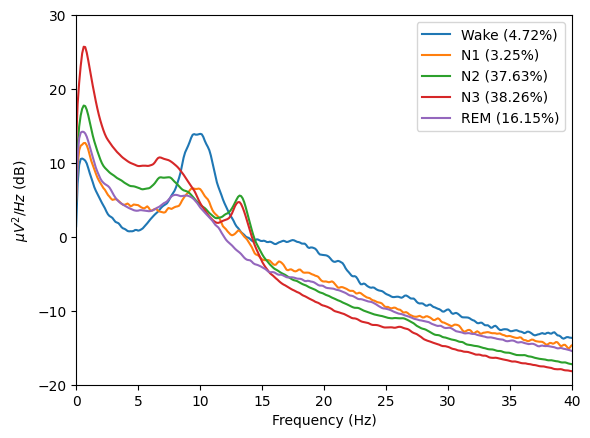 30
20
10
0
−10
−20
μV²/Hz (dB)
Wake (4.72%)
N1 (3.25%)
N2 (37.63%)
N3 (38.26%)
REM (16.15%)
0 5 10 15 20 25 30 35 40
Frequency (Hz)